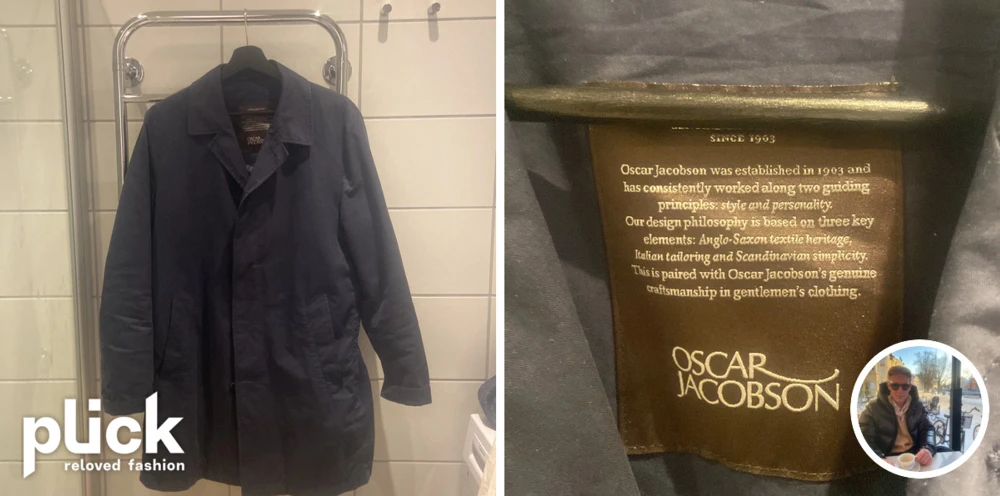 OSCAR
JACOBSON
plick
reloved fashion
SINCE 1903
Oscar Jacobson was established in 1903 and
has consistently worked along two guiding
principles: style and personality.
Our design philosophy is based on three key
elements: Anglo-Saxon textile heritage,
Italian tailoring and Scandinavian simplicity.
This is paired with Oscar Jacobson's genuine
craftsmanship in gentlemen's clothing.
OSCAR
JACOBSON